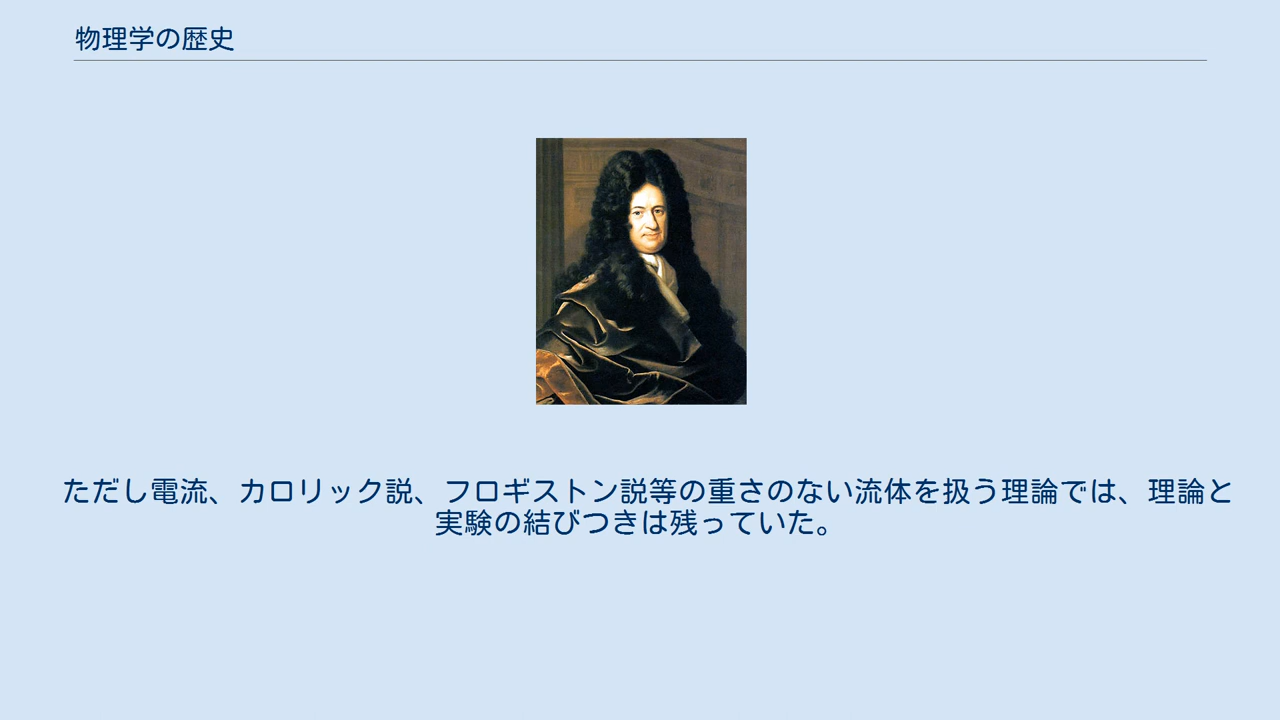 物理学の歴史
ただし電流、カロリック説、フロギストン説等の重さのない流体を扱う理論では、理論と
実験の結びつきは残っていた。